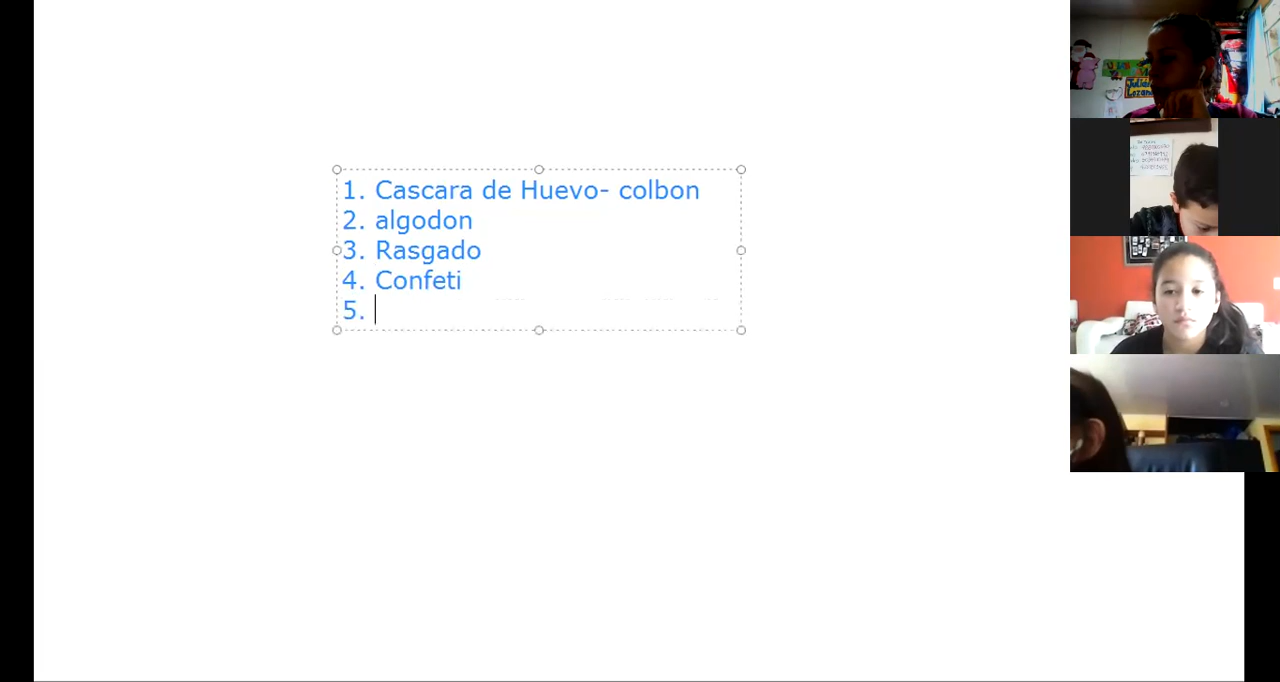 1. Cascara de Huevo- colbon
2. algodon
3. Rasgado
4. Confeti
5.